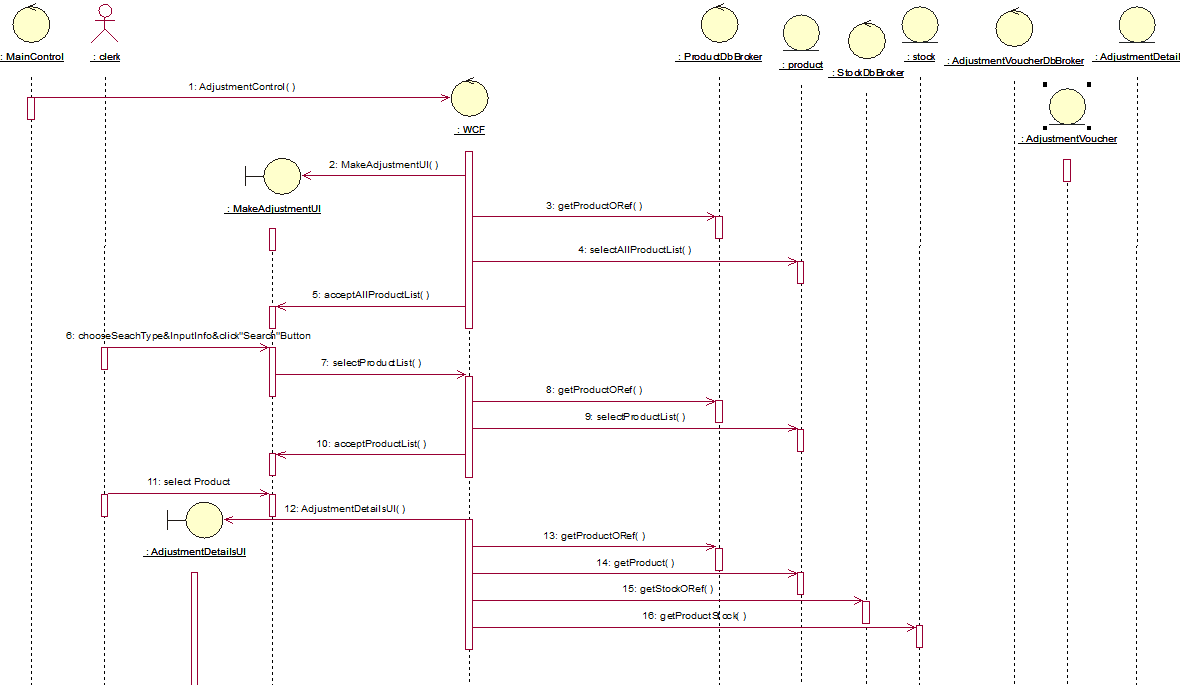 : MainControl
: clerk
: ProductDbBroker
: product
: StockDbBroker
: stock
: AdjustmentVoucherDbBroker
: AdjustmentDetail
1: AdjustmentControl( )
: WCF
: AdjustmentVoucher
2: MakeAdjustmentUI( )
: MakeAdjustmentUI
3: getProductORef( )
4: selectAllProductList( )
5: acceptAllProductList( )
6: chooseSeachType&InputInfo&click"Search"Button
7: selectProductList( )
8: getProductORef( )
9: selectProductList( )
10: acceptProductList( )
11: select Product
12: AdjustmentDetailsUI( )
: AdjustmentDetailsUI
13: getProductORef( )
14: getProduct( )
15: getStockORef( )
16: getProductStock( )